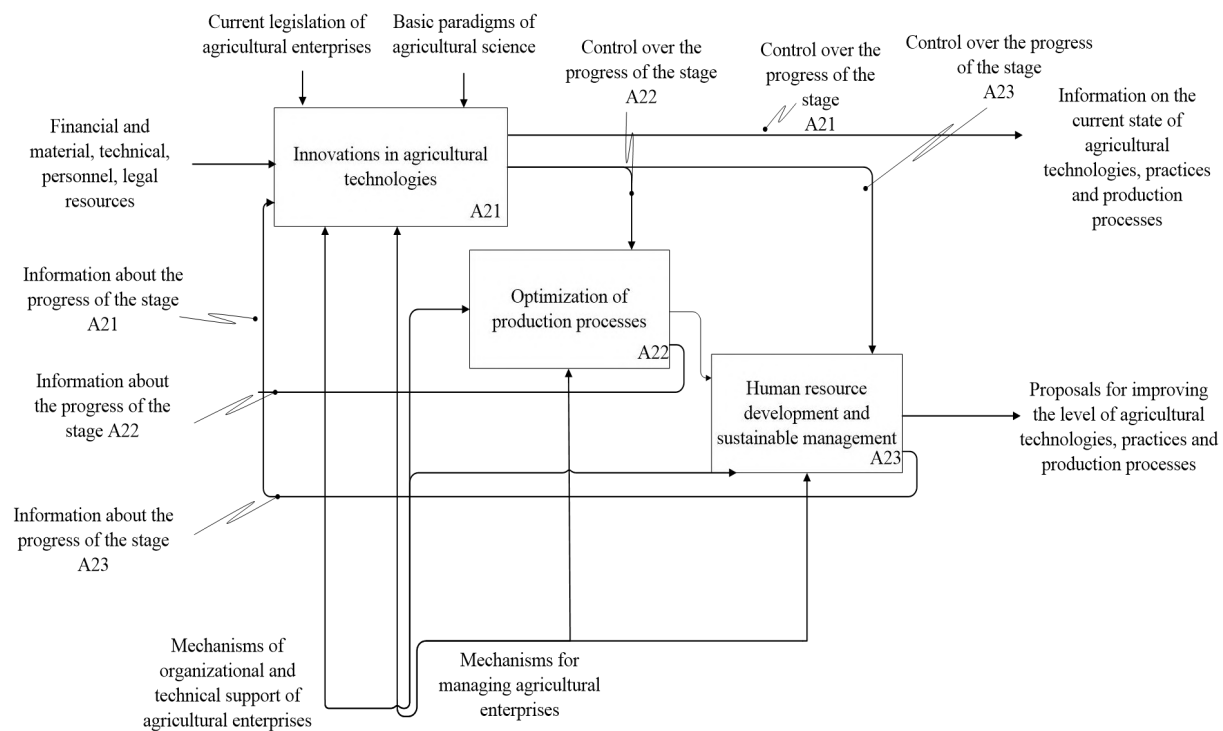 Current legislation of
agricultural enterprises
Basic paradigms of
agricultural science
Control over the
progress of the stage
A22
Control over the
progress of the
stage
A21
Control over the progress
of the stage
A23
Information on the
current state of
agricultural
technologies, practices
and production
processes
Financial and
material, technical,
personnel, legal
resources
Innovations in agricultural
technologies
A21
Information about the
progress of the stage
A21
Optimization of
production processes
A22
Information about
the progress of the
stage A22
Human resource
development and
sustainable management
A23
Proposals for improving
the level of agricultural
technologies, practices and
production processes
Information about the
progress of the stage
A23
Mechanisms of
organizational and
technical support of
agricultural enterprises
Mechanisms for
managing agricultural
enterprises